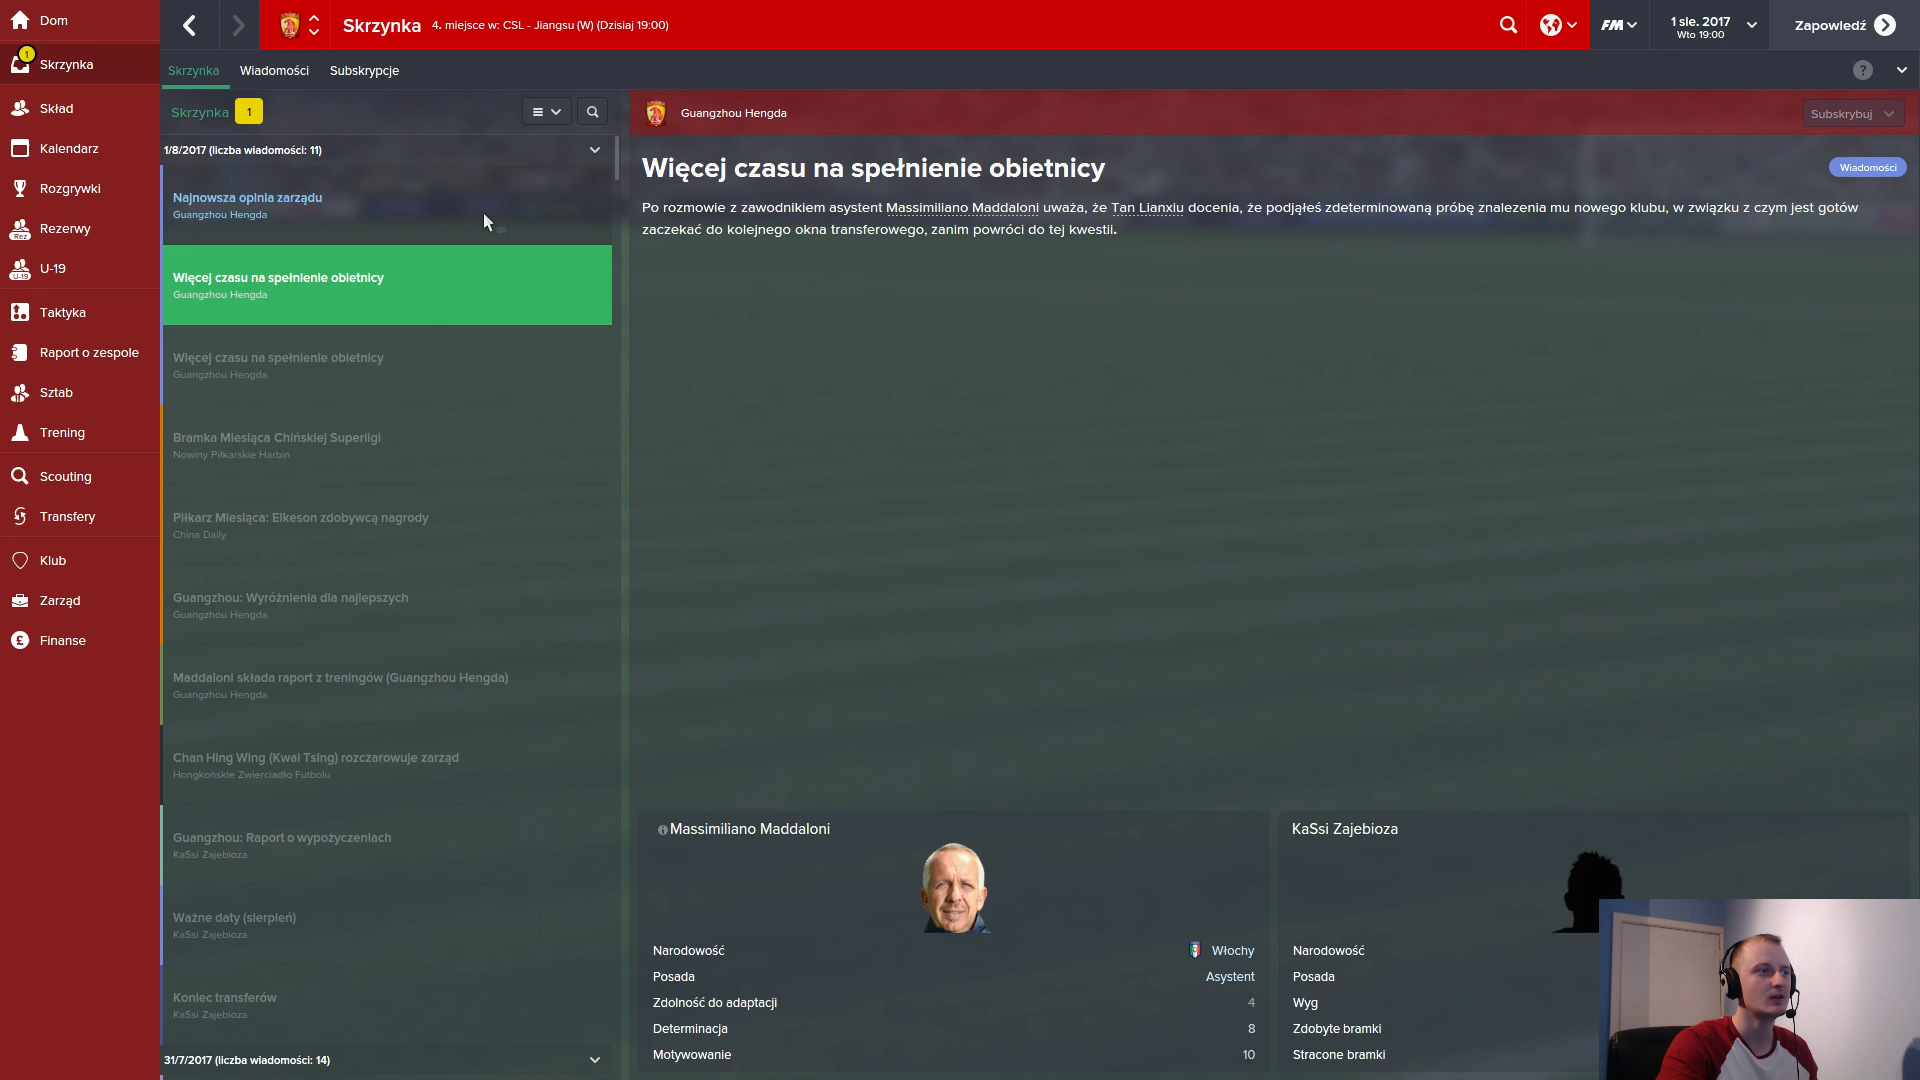 Dom
Skrzynka
1
Skład
Kalendarz
Rozgrywki
Rezerwy
U-19
Taktyka
Raport o zespole
Sztab
Trening
Scouting
Transfery
Klub
Zarząd
Finanse
Skrzynka 4. miejsce w: CSL - Jiangsu (W) (Dzisiaj 19:00)
FM
1 sie. 2017
Wto 19:00
Zapowiedź
Skrzynka Wiadomości Subskrypcje
?
Skrzynka 1
1/8/2017 (liczba wiadomości: 11)
Najnowsza opinia zarządu
Guangzhou Hengda
Więcej czasu na spełnienie obietnicy
Guangzhou Hengda
Więcej czasu na spełnienie obietnicy
Guangzhou Hengda
Bramka Miesiąca Chińskiej Superligi
Nowiny Piłkarskie Harbin
Piłkarz Miesiąca: Elkeson zdobywcą nagrody
China Daily
Guangzhou: Wyróżnienia dla najlepszych
Guangzhou Hengda
Maddaloni składa raport z treningów (Guangzhou Hengda)
Guangzhou Hengda
Chan Hing Wing (Kwai Tsing) rozczarowuje zarząd
Hongkońskie Zwierciadło Futbolu
Guangzhou: Raport o wypożyczeniach
KaSsi Zajebioza
Ważne daty (sierpień)
KaSsi Zajebioza
Koniec transferów
KaSsi Zajebioza
31/7/2017 (liczba wiadomości: 14)
Guangzhou Hengda
Subskrybuj
Więcej czasu na spełnienie obietnicy
Wiadomości
Po rozmowie z zawodnikiem asystent Massimiliano Maddaloni uważa, że Tan Lianxiu docenia, że podjąłeś zdeterminowaną próbę znalezenia mu nowego klubu, w związku z czym jest gotów
zaczekać do kolejnego okna transferowego, zanim powróci do tej kwestii.
Massimiliano Maddaloni
Narodowość Włochy
Posada Asystent
Zdolność do adaptacji 4
Determinacja 8
Motywowanie 10
KaSsi Zajebioza
Narodowość
Posada
Wyg
Zdobyte bramki
Stracone bramki